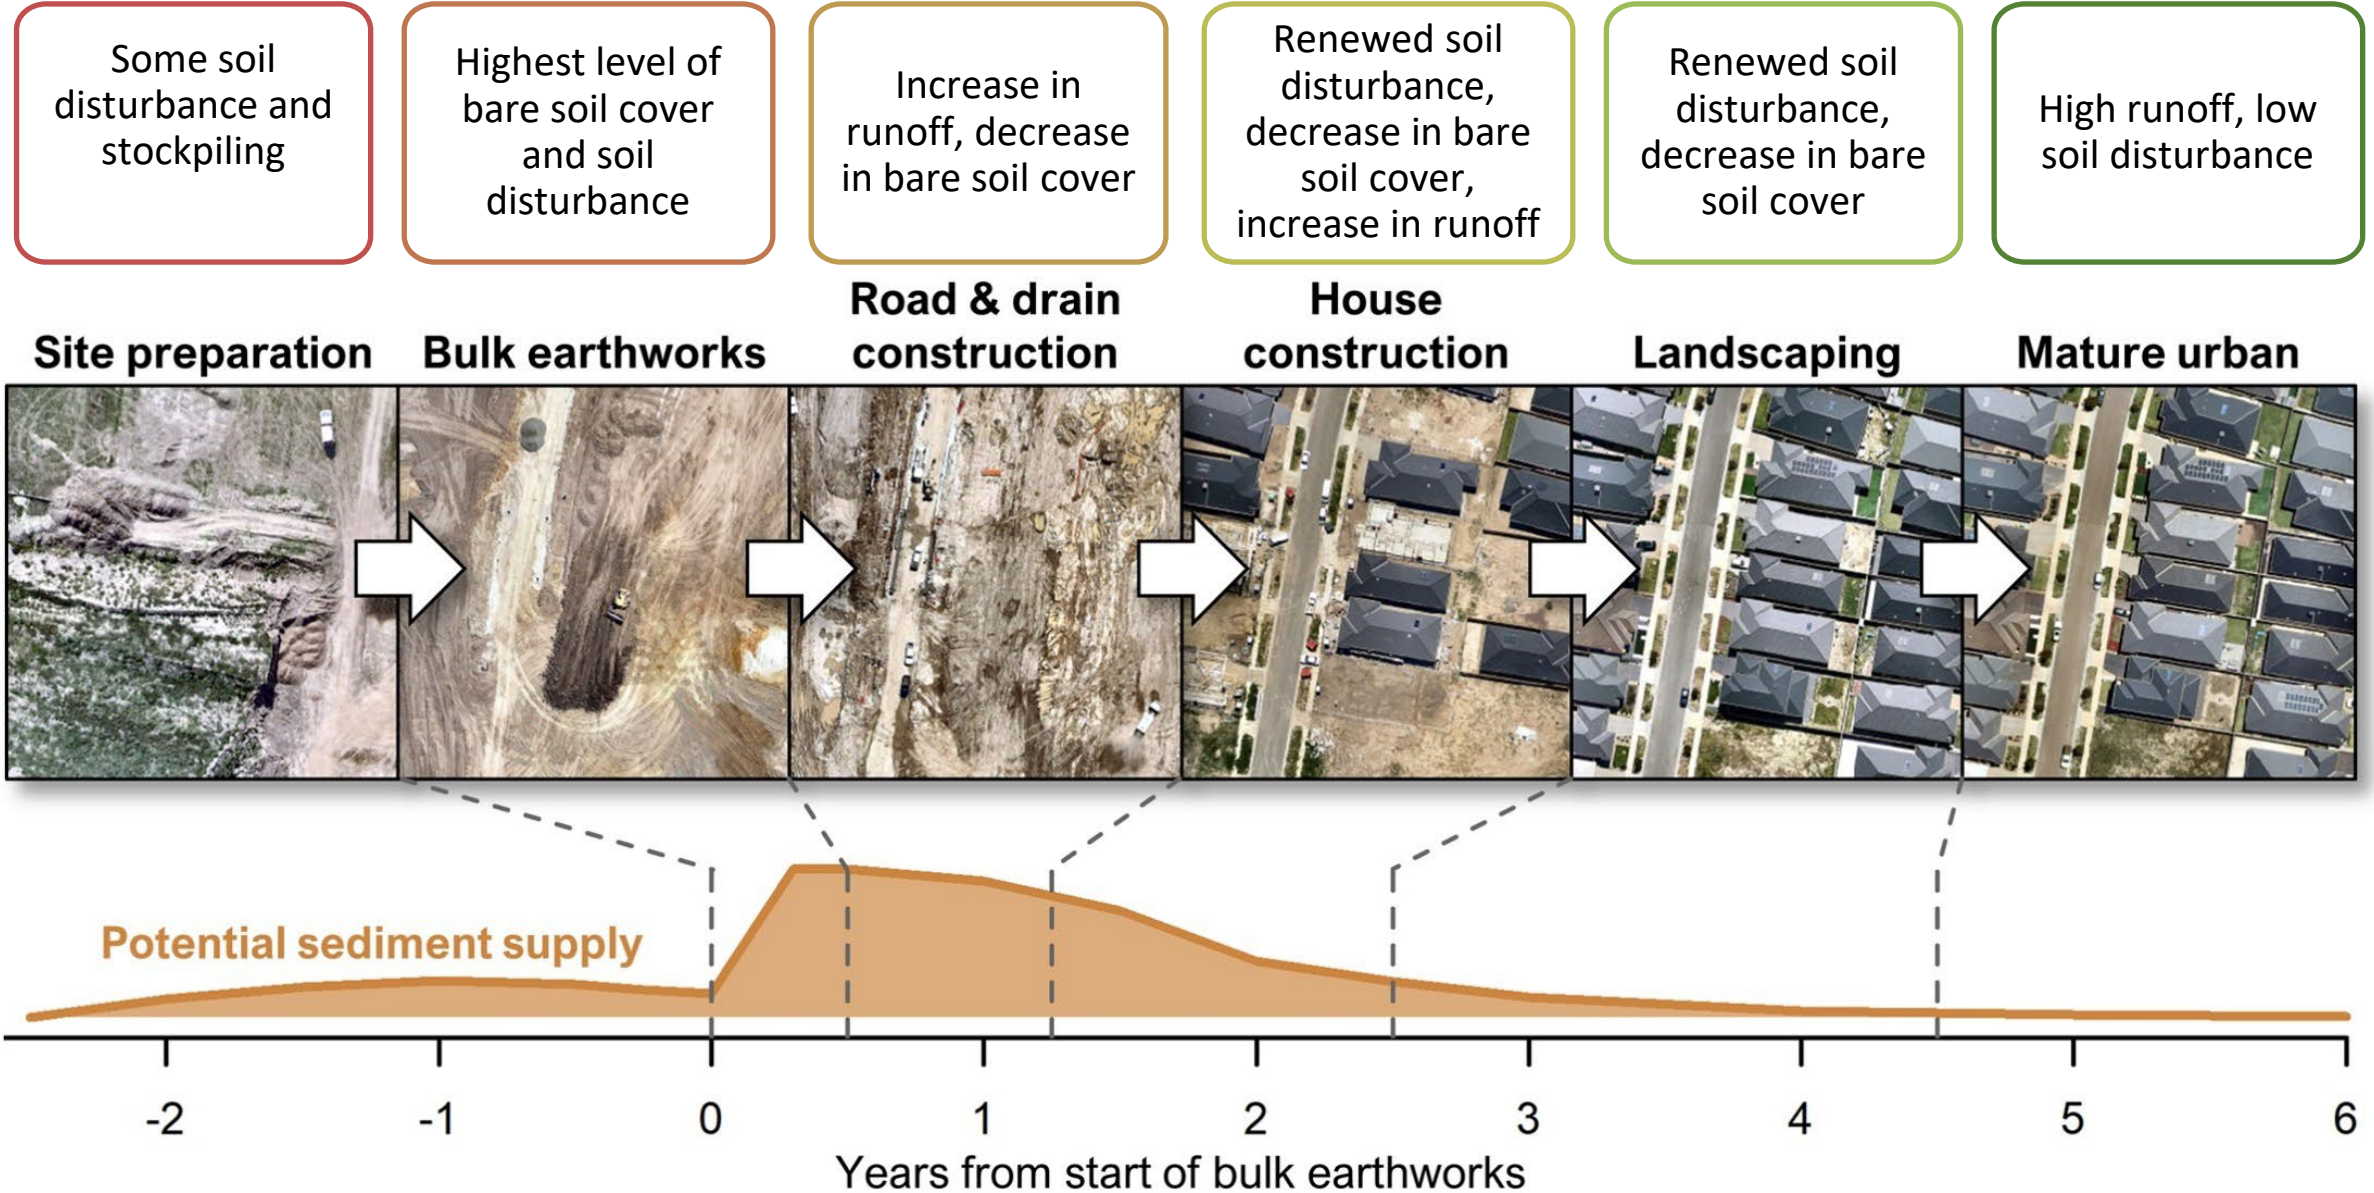 Some soil
disturbance and
stockpiling
Highest level of
bare soil cover
and soil
disturbance
Increase in
runoff, decrease
in bare soil cover
Renewed soil
disturbance,
decrease in bare
soil cover,
increase in runoff
Renewed soil
disturbance,
decrease in bare
soil cover
High runoff, low
soil disturbance
Site preparation
Bulk earthworks
Road & drain
construction
House
construction
Landscaping
Mature urban
Potential sediment supply
-2 -1 0 1 2 3 4 5 6
Years from start of bulk earthworks